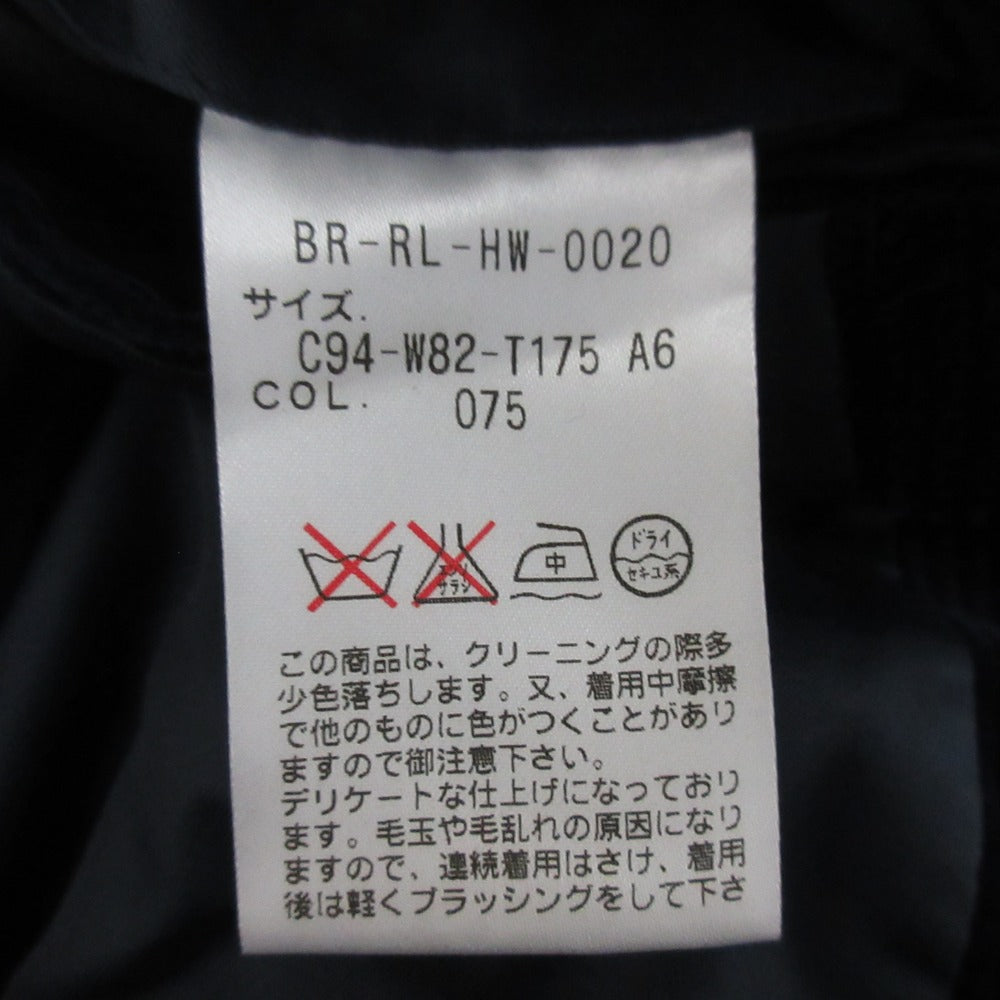 BR-RL-HW-0020
サイズ.
C94-W82-T175 A6
COL. 075
エンソ サラシ
中
ドライ
セキユ系
この商品は、クリーニングの際多
少色落ちします。又、着用中摩擦
で他のものに色がつくことがあり
ますので御注意下さい。
デリケートな仕上げになっており
ます。毛玉や毛乱れの原因になり
ますので、連続着用はさけ、着用
後は軽くブラッシングをして下さ